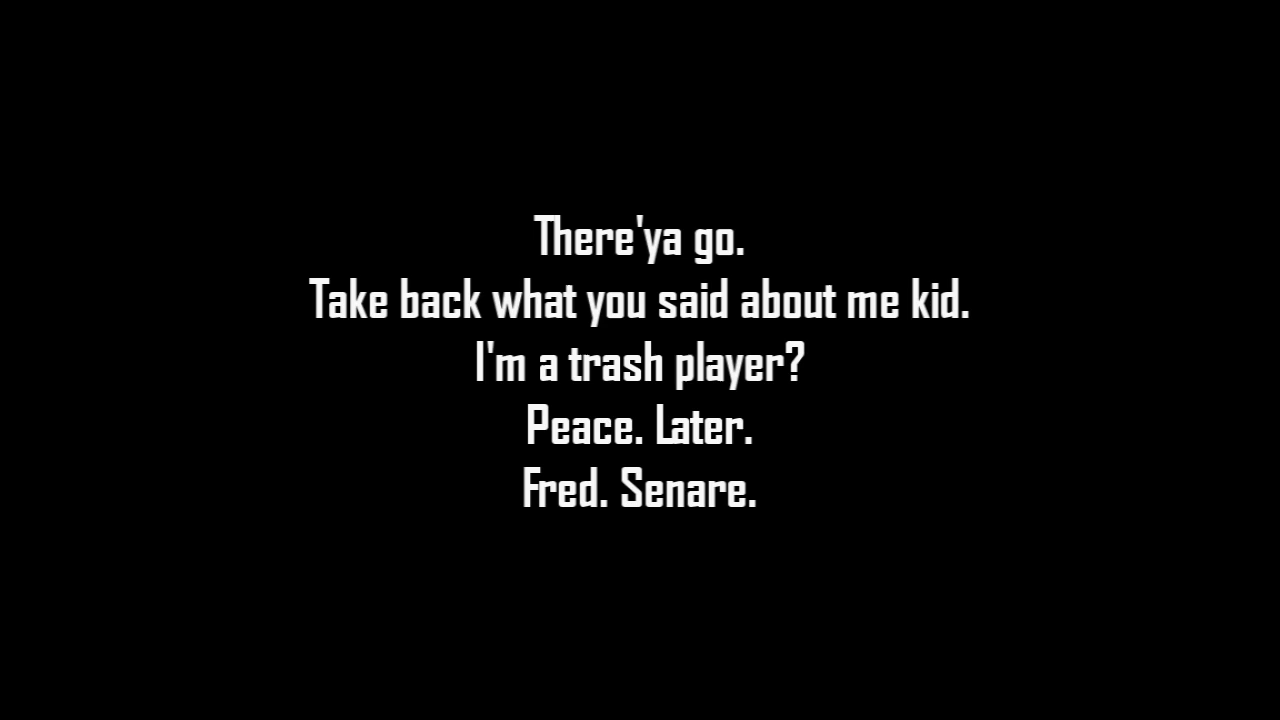 There'ya go.
Take back what you said about me kid.
I'm a trash player?
Peace. Later.
Fred. Senare.